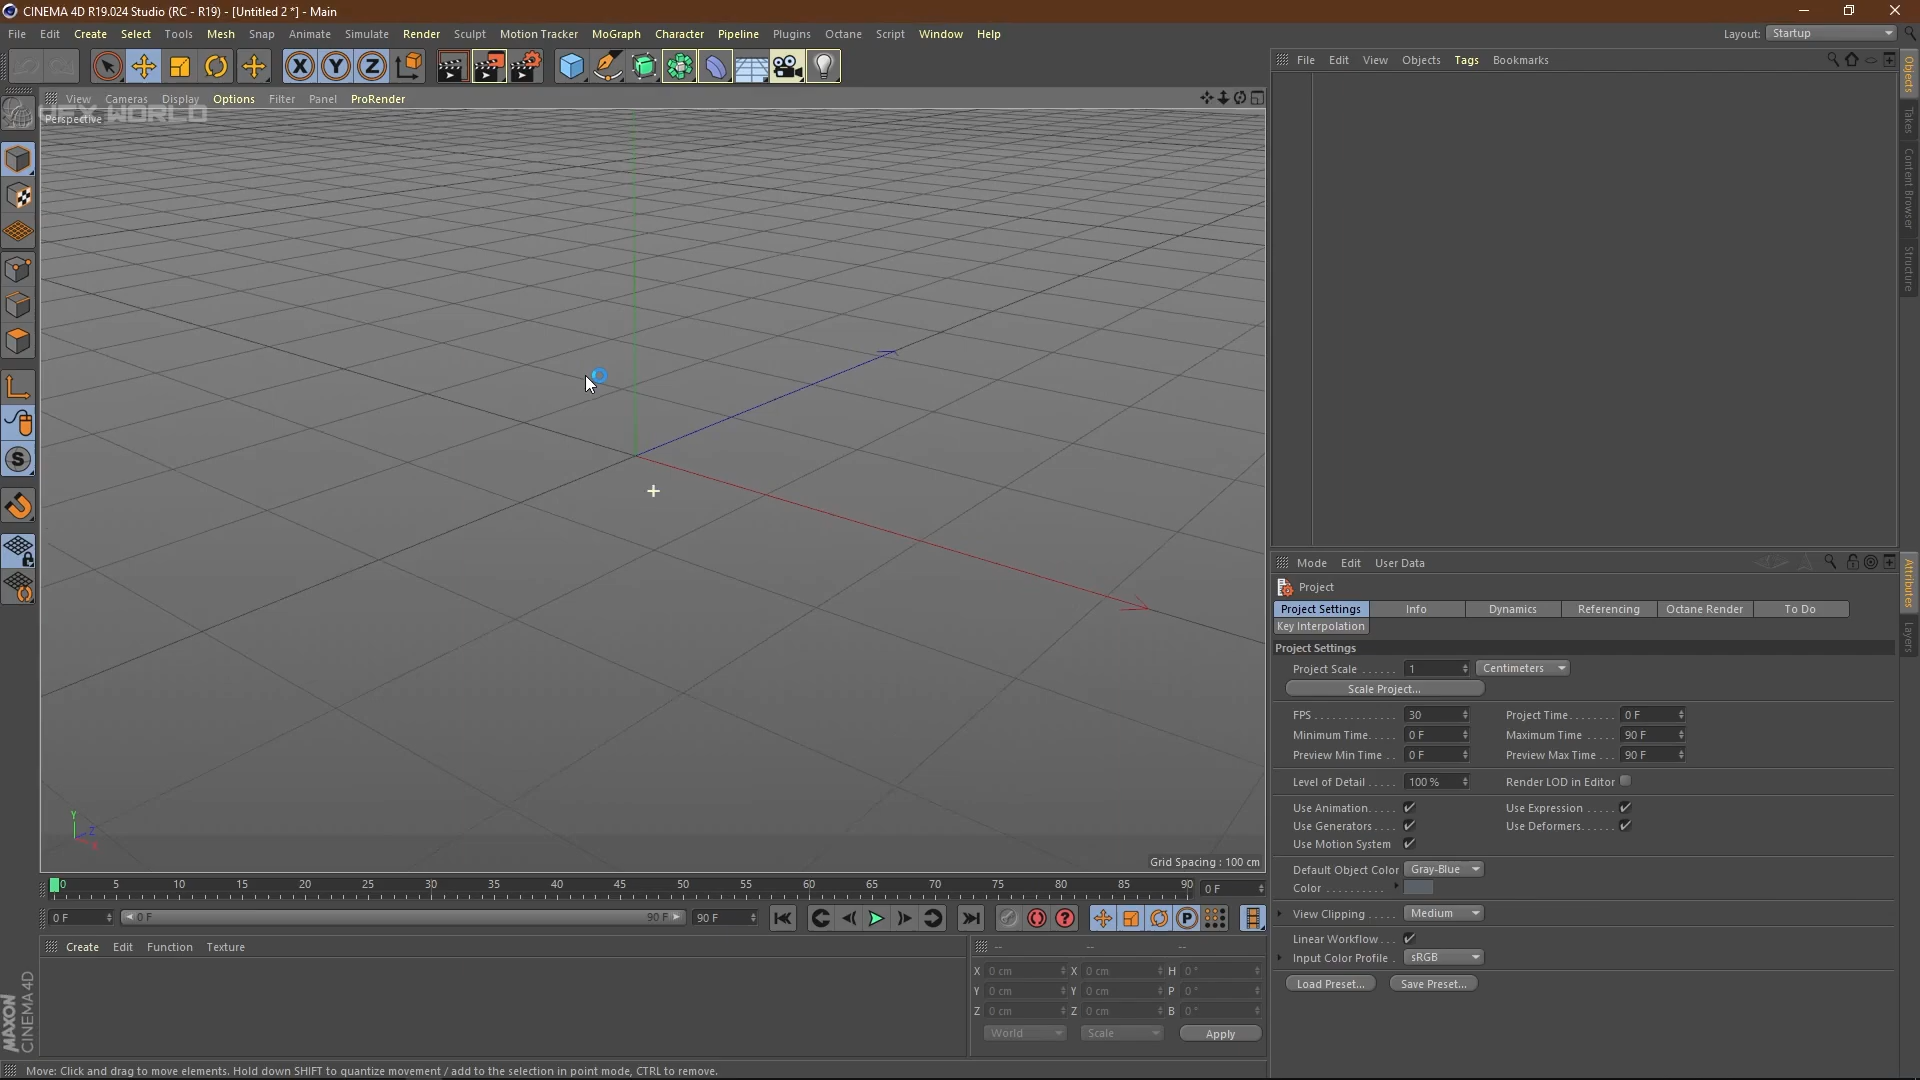 CINEMA 4D R19.024 Studio (RC - R19) - [Untitled 2 *] - Main
File Edit Create Select Tools Mesh Snap Animate Simulate Render Sculpt Motion Tracker MoGraph Character Pipeline Plugins Octane Script Window Help
Layout: Startup
X Y Z
File Edit View Objects Tags Bookmarks
View Cameras Display Options Filter Panel ProRender
Perspective
VFX WORLD
Objects
Takes
Content Browser
Structure
Y
Z
X
Grid Spacing : 100 cm
Mode Edit User Data
Project
Project Settings Info Dynamics Referencing Octane Render To Do
Key Interpolation
Project Settings
Project Scale . . . . . . 1 Centimeters
Scale Project...
FPS . . . . . . . . . . . . . 30 Project Time. . . . . . . . 0 F
Minimum Time. . . . . 0 F Maximum Time . . . . . 90 F
Preview Min Time . . 0 F Preview Max Time . . . 90 F
Level of Detail . . . . . 100 % Render LOD in Editor
Use Animation. . . . . Use Expression . . . . .
Use Generators . . . . Use Deformers. . . . . .
Use Motion System
Default Object Color Gray-Blue
Color . . . . . . . . . .
View Clipping . . . . . Medium
Linear Workflow. . .
Input Color Profile . sRGB
Load Preset... Save Preset...
Attributes
Layers
0 5 10 15 20 25 30 35 40 45 50 55 60 65 70 75 80 85 90 0 F
0 F 0 F 90 F 90 F
P
S
Create Edit Function Texture
-- -- --
X 0 cm X 0 cm H 0 °
Y 0 cm Y 0 cm P 0 °
Z 0 cm Z 0 cm B 0 °
World Scale Apply
MAXON
CINEMA 4D
Move: Click and drag to move elements. Hold down SHIFT to quantize movement / add to the selection in point mode, CTRL to remove.